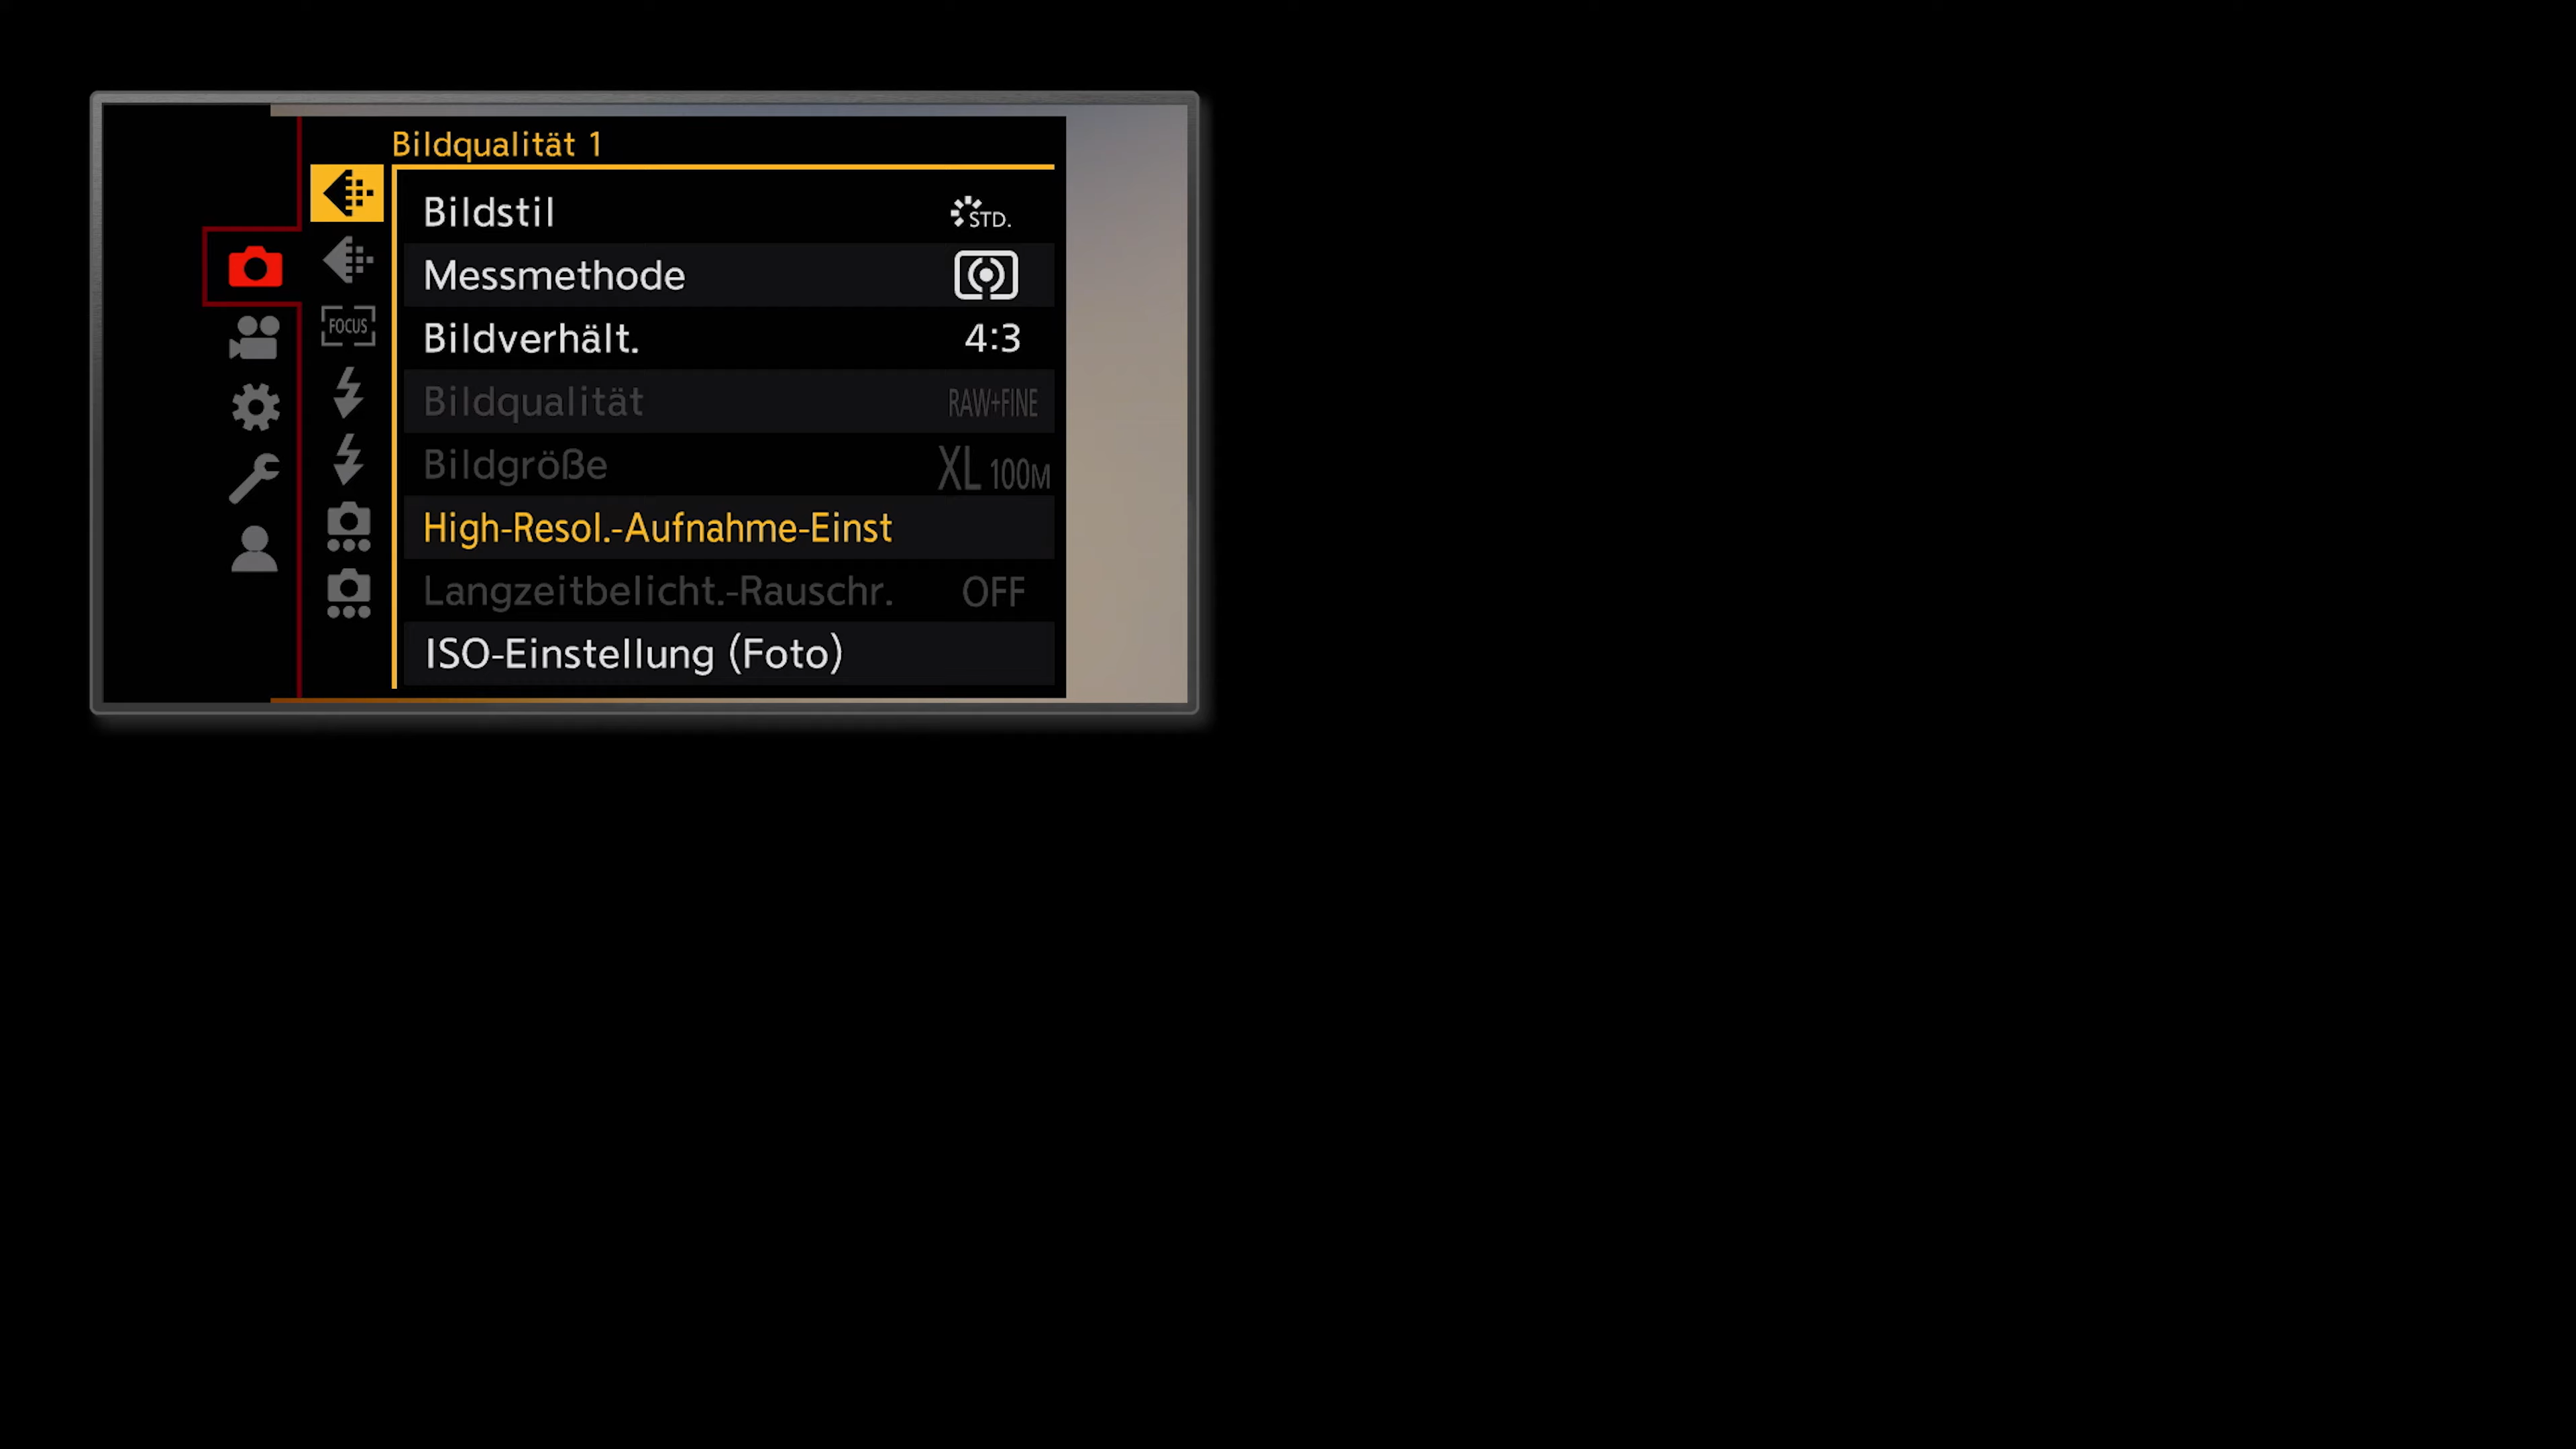 Bildqualität 1
Bildstil STD.
Messmethode
FOCUS
Bildverhält. 4:3
Bildqualität RAW+FINE
Bildgröße XL 100M
High-Resol.-Aufnahme-Einst
Langzeitbelicht.-Rauschr. OFF
ISO-Einstellung (Foto)